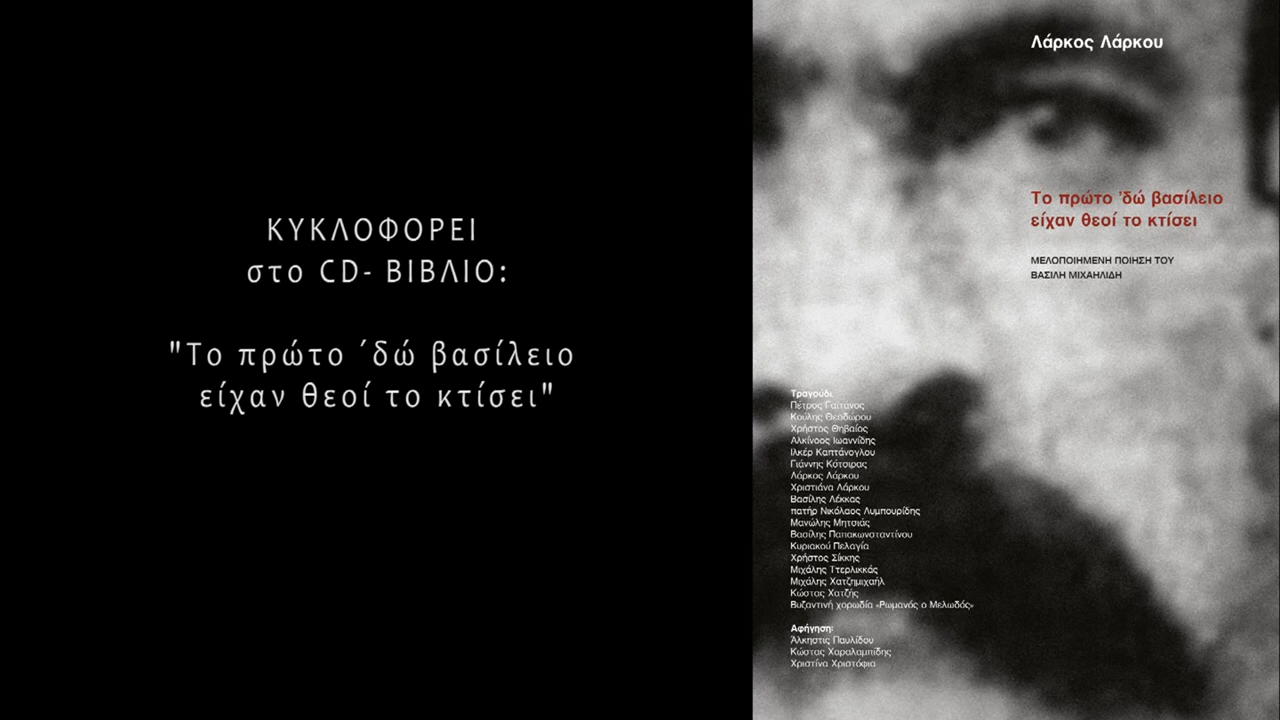 ΚΥΚΛΟΦΟΡΕΙ
στο CD- ΒΙΒΛΙΟ:
"Το πρώτο ΄δώ βασίλειο
είχαν θεοί το κτίσει"
Λάρκος Λάρκου
Το πρώτο 'δώ βασίλειο
είχαν θεοί το κτίσει
ΜΕΛΟΠΟΙΗΜΕΝΗ ΠΟΙΗΣΗ ΤΟΥ
ΒΑΣΙΛΗ ΜΙΧΑΗΛΙΔΗ
Τραγούδι:
Πέτρος Γαϊτάνος
Κούλης Θεοδώρου
Χρήστος Θηβαίος
Αλκίνοος Ιωαννίδης
Ιλκέρ Καπτάνογλου
Γιάννης Κότσιρας
Λάρκος Λάρκου
Χριστιάνα Λάρκου
Βασίλης Λέκκας
πατήρ Νικόλαος Λυμπουρίδης
Μανώλης Μητσιάς
Βασίλης Παπακωνσταντίνου
Κυριακού Πελαγία
Χρήστος Σίκκης
Μιχάλης Ττερλικκάς
Μιχάλης Χατζημιχαήλ
Κώστας Χατζής
Βυζαντινή χορωδία «Ρωμανός ο Μελωδός»
Αφήγηση:
Άλκηστις Παυλίδου
Κώστας Χαραλαμπίδης
Χριστίνα Χριστόφια